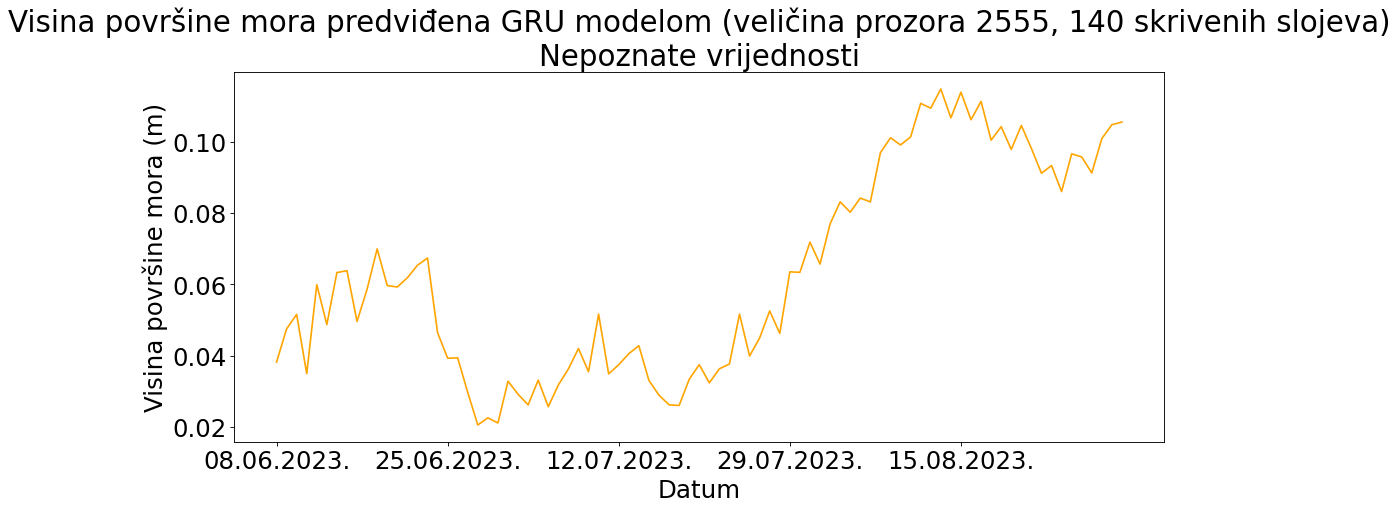 Visina površine mora predviđena GRU modelom (veličina prozora 2555, 140 skrivenih slojeva)
Nepoznate vrijednosti
Visina površine mora (m)
0.10
0.08
0.06
0.04
0.02
08.06.2023.
25.06.2023.
12.07.2023.
29.07.2023.
15.08.2023.
Datum